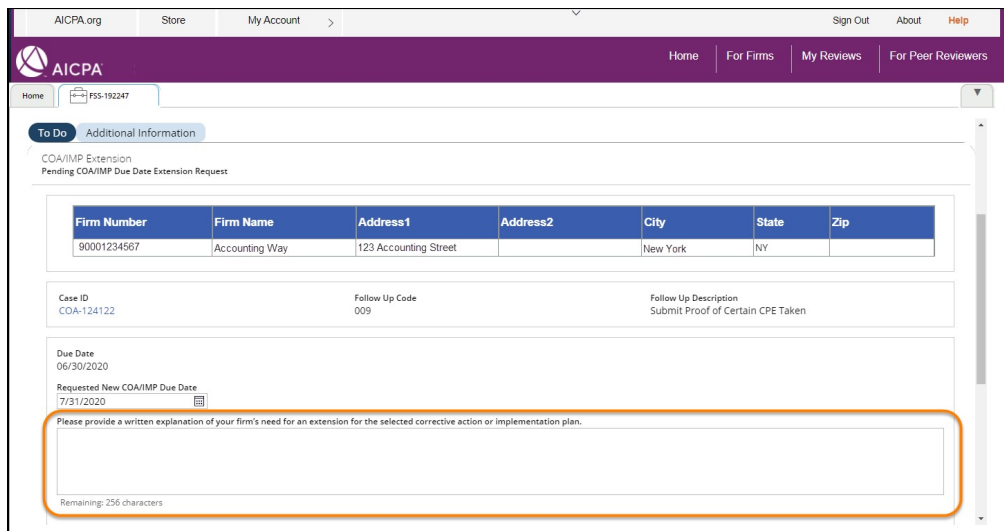 AICPA.org Store My Account > Sign Out About Help
AICPA Home For Firms My Reviews For Peer Reviewers
Home FSS-192247
To Do Additional Information
COA/IMP Extension
Pending COA/IMP Due Date Extension Request
Firm Number Firm Name Address1 Address2 City State Zip
90001234567 Accounting Way 123 Accounting Street New York NY
Case ID Follow Up Code Follow Up Description
COA-124122 009 Submit Proof of Certain CPE Taken
Due Date
06/30/2020
Requested New COA/IMP Due Date
7/31/2020
Please provide a written explanation of your firm's need for an extension for the selected corrective action or implementation plan.
Remaining: 256 characters